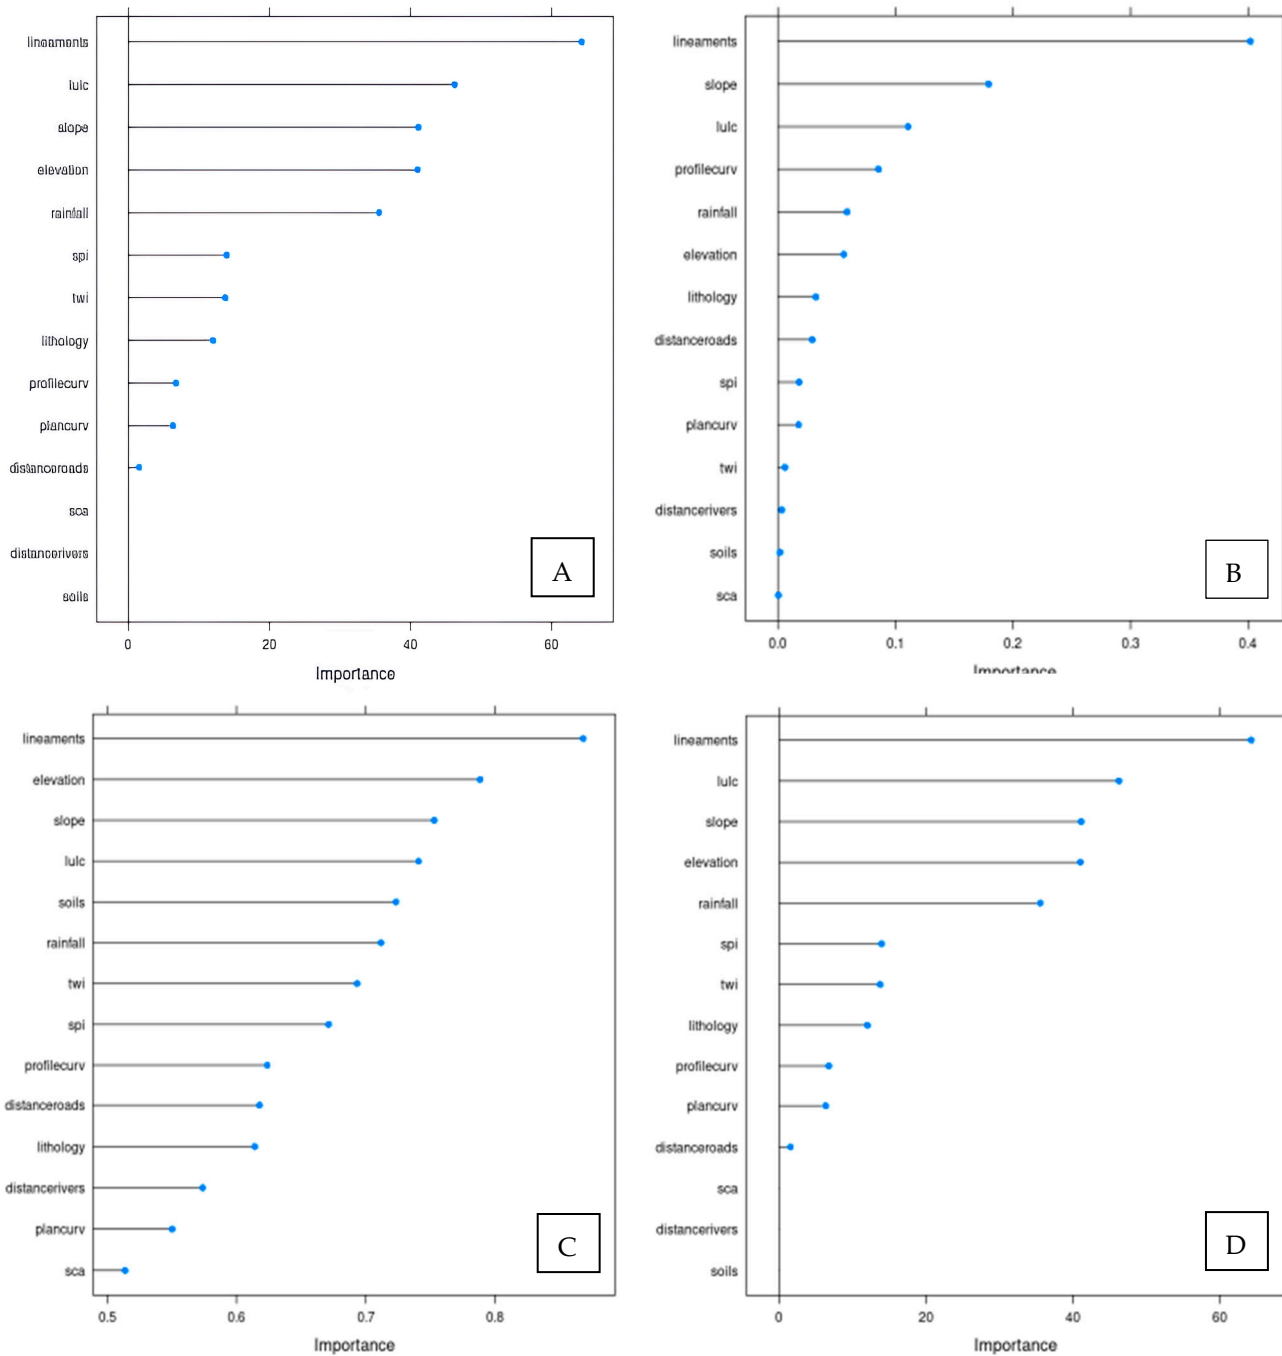 lineaments
lulc
slope
elevation
rainfall
spi
twi
lithology
profilecurv
plancurv
distanceroads
sca
distancerivers
soils
0 20 40 60
Importance
A
lineaments
slope
lulc
profilecurv
rainfall
elevation
lithology
distanceroads
spi
plancurv
twi
distancerivers
soils
sca
0.0 0.1 0.2 0.3 0.4
Importance
B
lineaments
elevation
slope
lulc
soils
rainfall
twi
spi
profilecurv
distanceroads
lithology
distancerivers
plancurv
sca
0.5 0.6 0.7 0.8
Importance
C
lineaments
lulc
slope
elevation
rainfall
spi
twi
lithology
profilecurv
plancurv
distanceroads
sca
distancerivers
soils
0 20 40 60
Importance
D